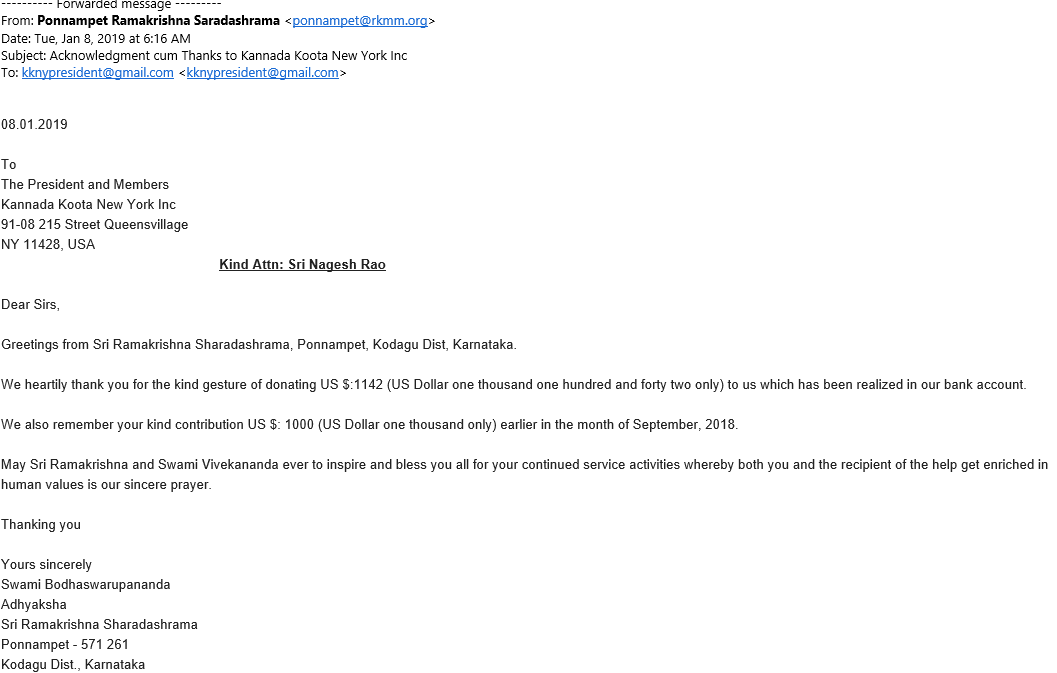 ---------- Forwarded message ---------
From: Ponnampet Ramakrishna Saradashrama <ponnampet@rkmm.org>
Date: Tue, Jan 8, 2019 at 6:16 AM
Subject: Acknowledgment cum Thanks to Kannada Koota New York Inc
To: kknypresident@gmail.com <kknypresident@gmail.com>
08.01.2019
To
The President and Members
Kannada Koota New York Inc
91-08 215 Street Queensvillage
NY 11428, USA
Kind Attn: Sri Nagesh Rao
Dear Sirs,
Greetings from Sri Ramakrishna Sharadashrama, Ponnampet, Kodagu Dist, Karnataka.
We heartily thank you for the kind gesture of donating US $:1142 (US Dollar one thousand one hundred and forty two only) to us which has been realized in our bank account.
We also remember your kind contribution US $: 1000 (US Dollar one thousand only) earlier in the month of September, 2018.
May Sri Ramakrishna and Swami Vivekananda ever to inspire and bless you all for your continued service activities whereby both you and the recipient of the help get enriched in
human values is our sincere prayer.
Thanking you
Yours sincerely
Swami Bodhaswarupananda
Adhyaksha
Sri Ramakrishna Sharadashrama
Ponnampet - 571 261
Kodagu Dist., Karnataka